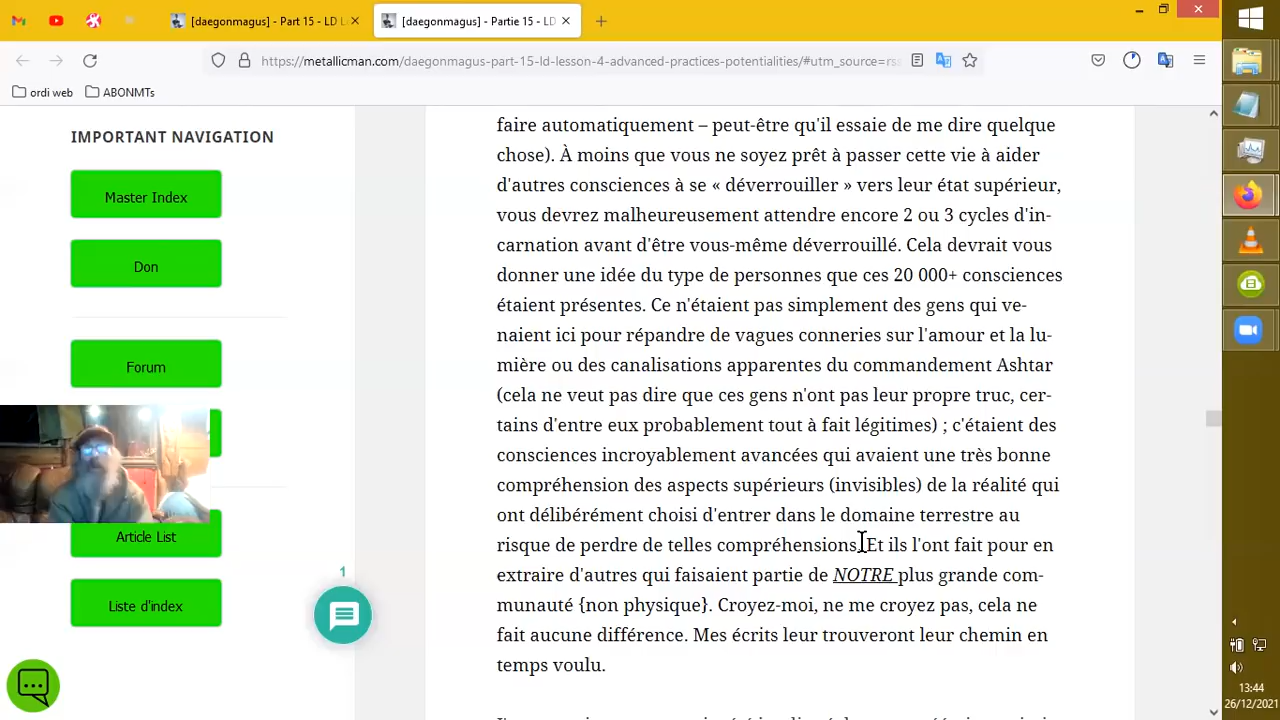 [daegonmagus] - Part 15 - LD L
[daegonmagus] - Partie 15 - LD
https://metallicman.com/daegonmagus-part-15-
-lesson-4-advanced-practices-potentialities/#utm_source=rss
ordi web
ABONMTs
IMPORTANT NAVIGATION
Master Index
Don
Forum
Article List
Liste d'index
1
faire automatiquement – peut-être qu'il essaie de me dire quelque
chose). À moins que vous ne soyez prêt à passer cette vie à aider
d'autres consciences à se « déverrouiller » vers leur état supérieur,
vous devrez malheureusement attendre encore 2 ou 3 cycles d'in-
carnation avant d'être vous-même déverrouillé. Cela devrait vous
donner une idée du type de personnes que ces 20 000+ consciences
étaient présentes. Ce n'étaient pas simplement des gens qui ve-
naient ici pour répandre de vagues conneries sur l'amour et la lu-
mière ou des canalisations apparentes du commandement Ashtar
(cela ne veut pas dire que ces gens n'ont pas leur propre truc, cer-
tains d'entre eux probablement tout à fait légitimes) ; c'étaient des
consciences incroyablement avancées qui avaient une très bonne
compréhension des aspects supérieurs (invisibles) de la réalité qui
ont délibérément choisi d'entrer dans le domaine terrestre au
risque de perdre de telles compréhensions. Et ils l'ont fait pour en
extraire d'autres qui faisaient partie de NOTRE plus grande com-
munauté {non physique}. Croyez-moi, ne me croyez pas, cela ne
fait aucune différence. Mes écrits leur trouveront leur chemin en
temps voulu.
13:44
26/12/2021